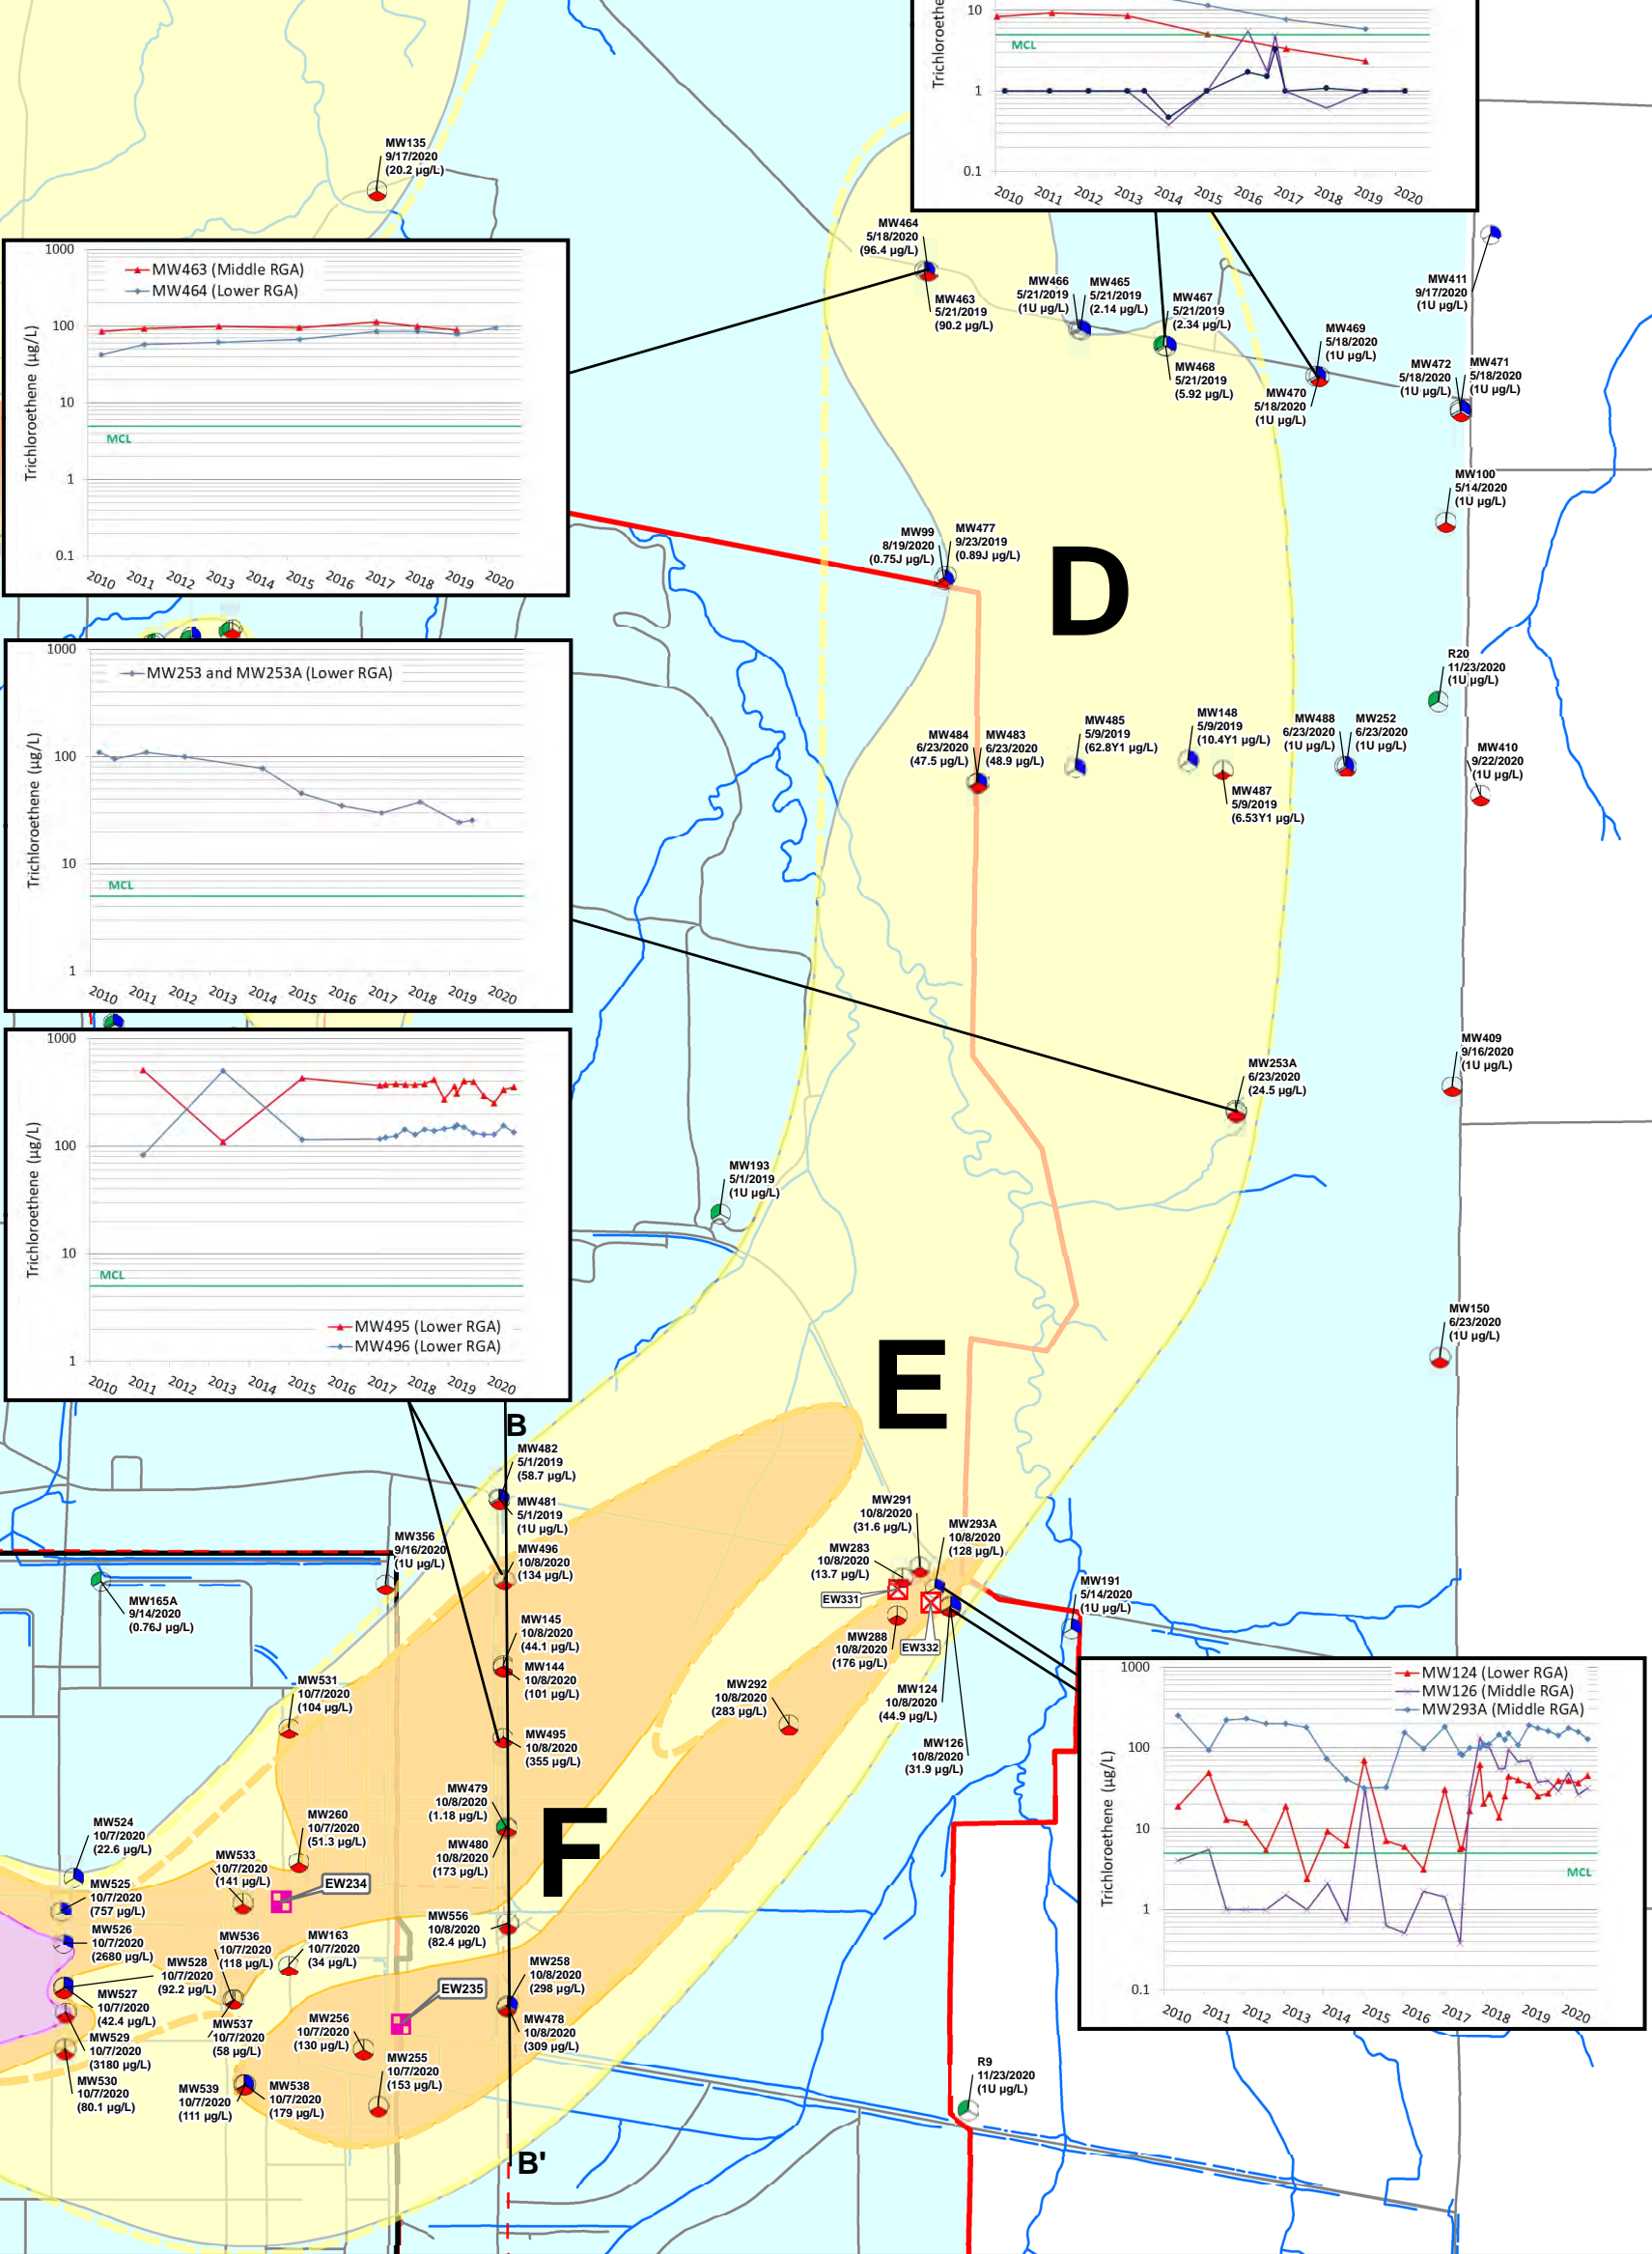 Trichloroethe
10
1
0.1
MCL
2010 2011 2012 2013 2014 2015 2016 2017 2018 2019 2020
MW135
9/17/2020
(20.2 µg/L)
1000
100
10
1
0.1
Trichloroethene (µg/L)
MW463 (Middle RGA)
MW464 (Lower RGA)
MCL
2010 2011 2012 2013 2014 2015 2016 2017 2018 2019 2020
MW464
5/18/2020
(96.4 µg/L)
MW463
5/21/2019
(90.2 µg/L)
MW466
5/21/2019
(1U µg/L)
MW465
5/21/2019
(2.14 µg/L)
MW467
5/21/2019
(2.34 µg/L)
MW468
5/21/2019
(5.92 µg/L)
MW469
5/18/2020
(1U µg/L)
MW470
5/18/2020
(1U µg/L)
MW411
9/17/2020
(1U µg/L)
MW472
5/18/2020
(1U µg/L)
MW471
5/18/2020
(1U µg/L)
MW100
5/14/2020
(1U µg/L)
MW99
8/19/2020
(0.75J µg/L)
MW477
9/23/2019
(0.89J µg/L)
D
R20
11/23/2020
(1U µg/L)
1000
100
10
1
Trichloroethene (µg/L)
MW253 and MW253A (Lower RGA)
MCL
2010 2011 2012 2013 2014 2015 2016 2017 2018 2019 2020
MW484
6/23/2020
(47.5 µg/L)
MW483
6/23/2020
(48.9 µg/L)
MW485
5/9/2019
(62.8Y1 µg/L)
MW148
5/9/2019
(10.4Y1 µg/L)
MW487
5/9/2019
(6.53Y1 µg/L)
MW488
6/23/2020
(1U µg/L)
MW252
6/23/2020
(1U µg/L)
MW410
9/22/2020
(1U µg/L)
MW409
9/16/2020
(1U µg/L)
MW253A
6/23/2020
(24.5 µg/L)
MW193
5/1/2019
(1U µg/L)
1000
100
10
1
Trichloroethene (µg/L)
MCL
MW495 (Lower RGA)
MW496 (Lower RGA)
2010 2011 2012 2013 2014 2015 2016 2017 2018 2019 2020
MW150
6/23/2020
(1U µg/L)
E
B
MW482
5/1/2019
(58.7 µg/L)
MW481
5/1/2019
(1U µg/L)
MW496
10/8/2020
(134 µg/L)
MW356
9/16/2020
(1U µg/L)
MW165A
9/14/2020
(0.76J µg/L)
MW145
10/8/2020
(44.1 µg/L)
MW144
10/8/2020
(101 µg/L)
MW531
10/7/2020
(104 µg/L)
MW495
10/8/2020
(355 µg/L)
MW291
10/8/2020
(31.6 µg/L)
MW293A
10/8/2020
(128 µg/L)
MW283
10/8/2020
(13.7 µg/L)
EW331
MW288
10/8/2020
(176 µg/L)
EW332
MW191
5/14/2020
(1U µg/L)
MW292
10/8/2020
(283 µg/L)
MW124
10/8/2020
(44.9 µg/L)
MW126
10/8/2020
(31.9 µg/L)
1000
100
10
1
0.1
Trichloroethene (µg/L)
MW124 (Lower RGA)
MW126 (Middle RGA)
MW293A (Middle RGA)
MCL
2010 2011 2012 2013 2014 2015 2016 2017 2018 2019 2020
MW479
10/8/2020
(1.18 µg/L)
MW480
10/8/2020
(173 µg/L)
F
MW260
10/7/2020
(51.3 µg/L)
MW524
10/7/2020
(22.6 µg/L)
MW533
10/7/2020
(141 µg/L)
EW234
MW525
10/7/2020
(757 µg/L)
MW526
10/7/2020
(2680 µg/L)
MW556
10/8/2020
(82.4 µg/L)
MW536
10/7/2020
(118 µg/L)
MW163
10/7/2020
(34 µg/L)
MW528
10/7/2020
(92.2 µg/L)
MW527
10/7/2020
(42.4 µg/L)
MW258
10/8/2020
(298 µg/L)
EW235
MW529
10/7/2020
(3180 µg/L)
MW537
10/7/2020
(58 µg/L)
MW256
10/7/2020
(130 µg/L)
MW478
10/8/2020
(309 µg/L)
MW530
10/7/2020
(80.1 µg/L)
MW539
10/7/2020
(111 µg/L)
MW538
10/7/2020
(179 µg/L)
MW255
10/7/2020
(153 µg/L)
R9
11/23/2020
(1U µg/L)
B'